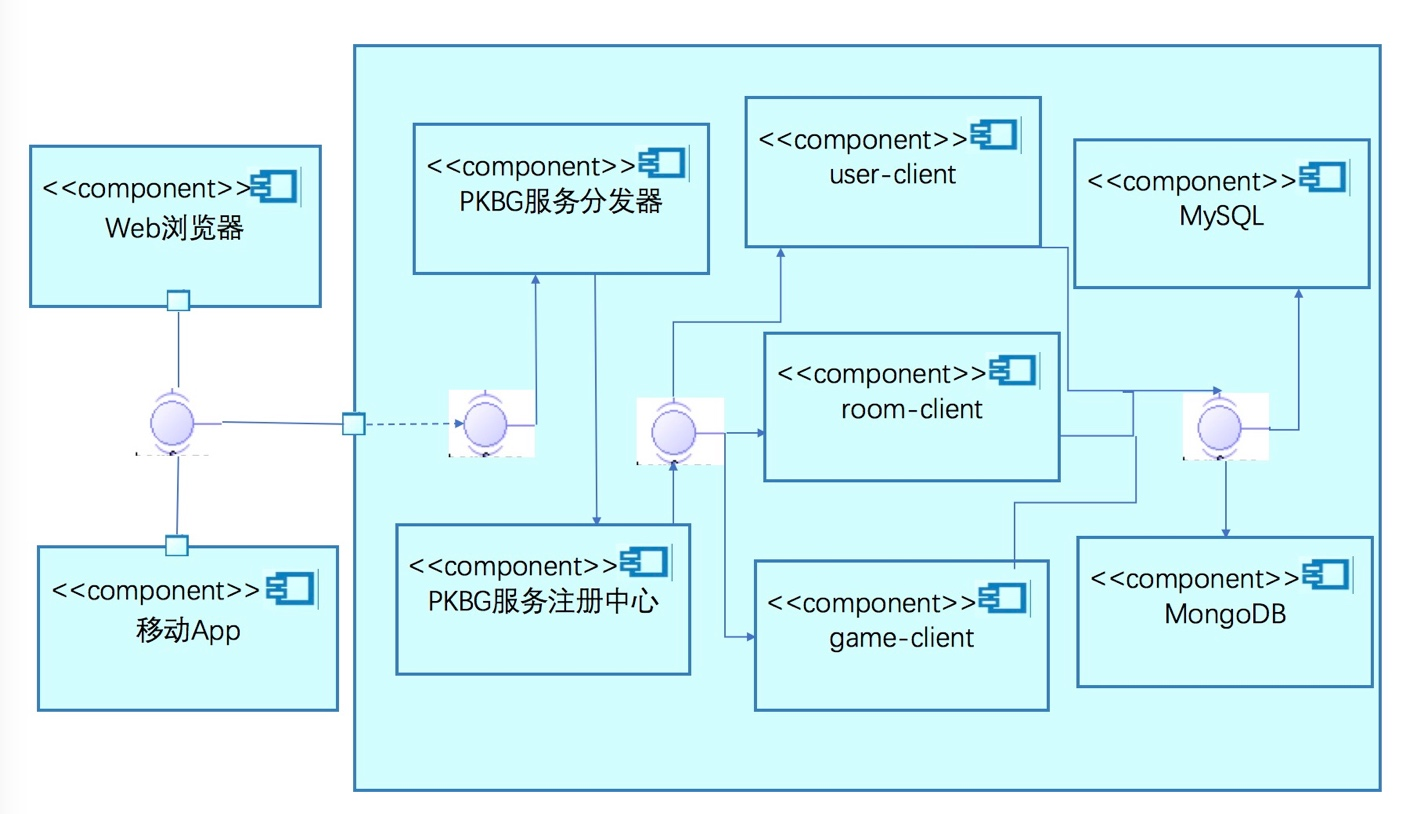 <<component>>
Web浏览器
<<component>>
移动App
<<component>>
PKBG服务分发器
<<component>>
PKBG服务注册中心
<<component>>
user-client
<<component>>
room-client
<<component>>
game-client
<<component>>
MySQL
<<component>>
MongoDB